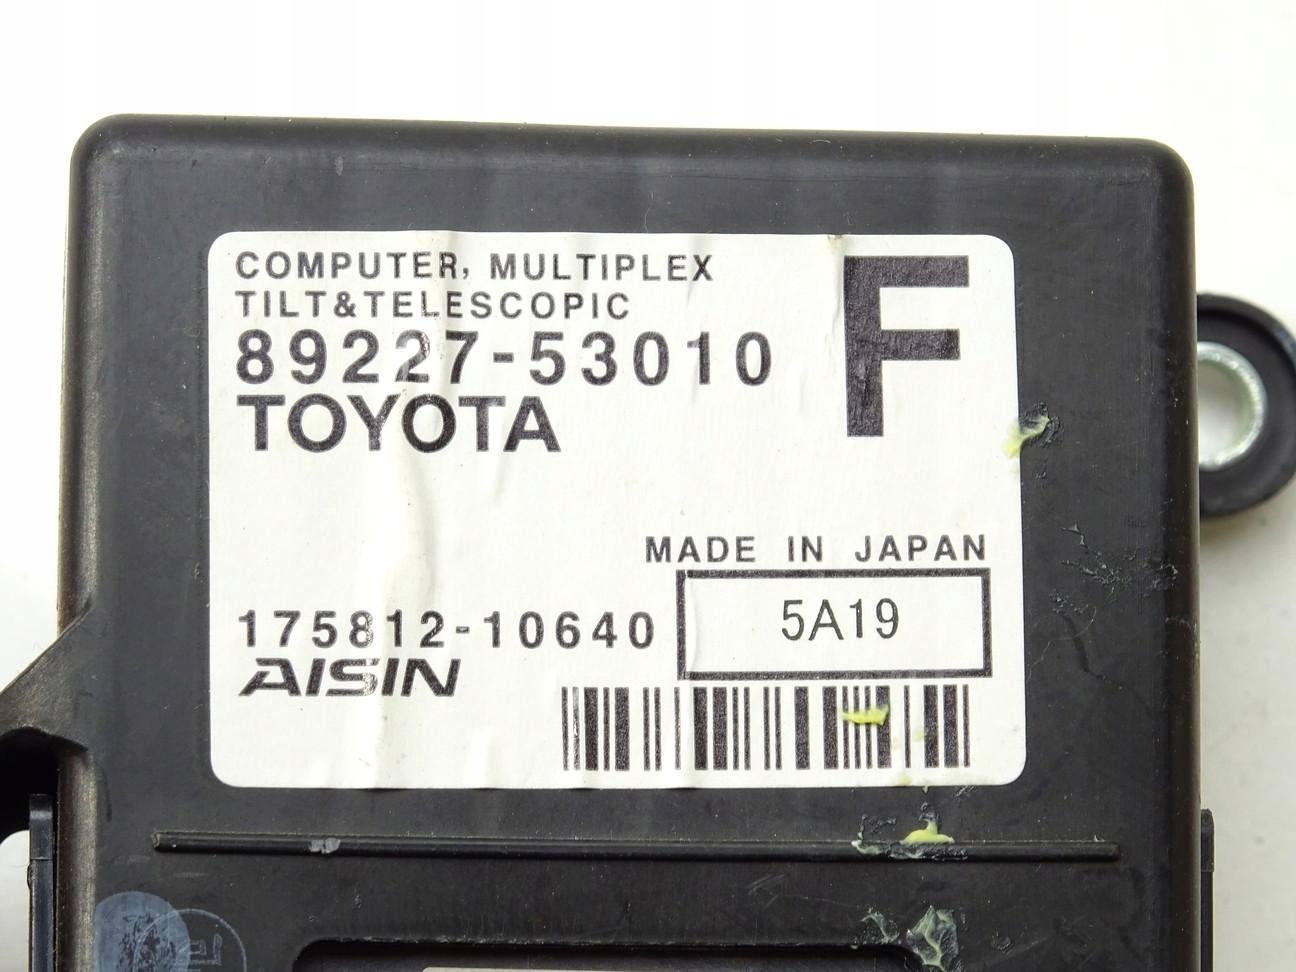 COMPUTER, MULTIPLEX
TILT&TELESCOPIC
89227-53010
F
TOYOTA
MADE IN JAPAN
175812-10640
5A19
AISIN